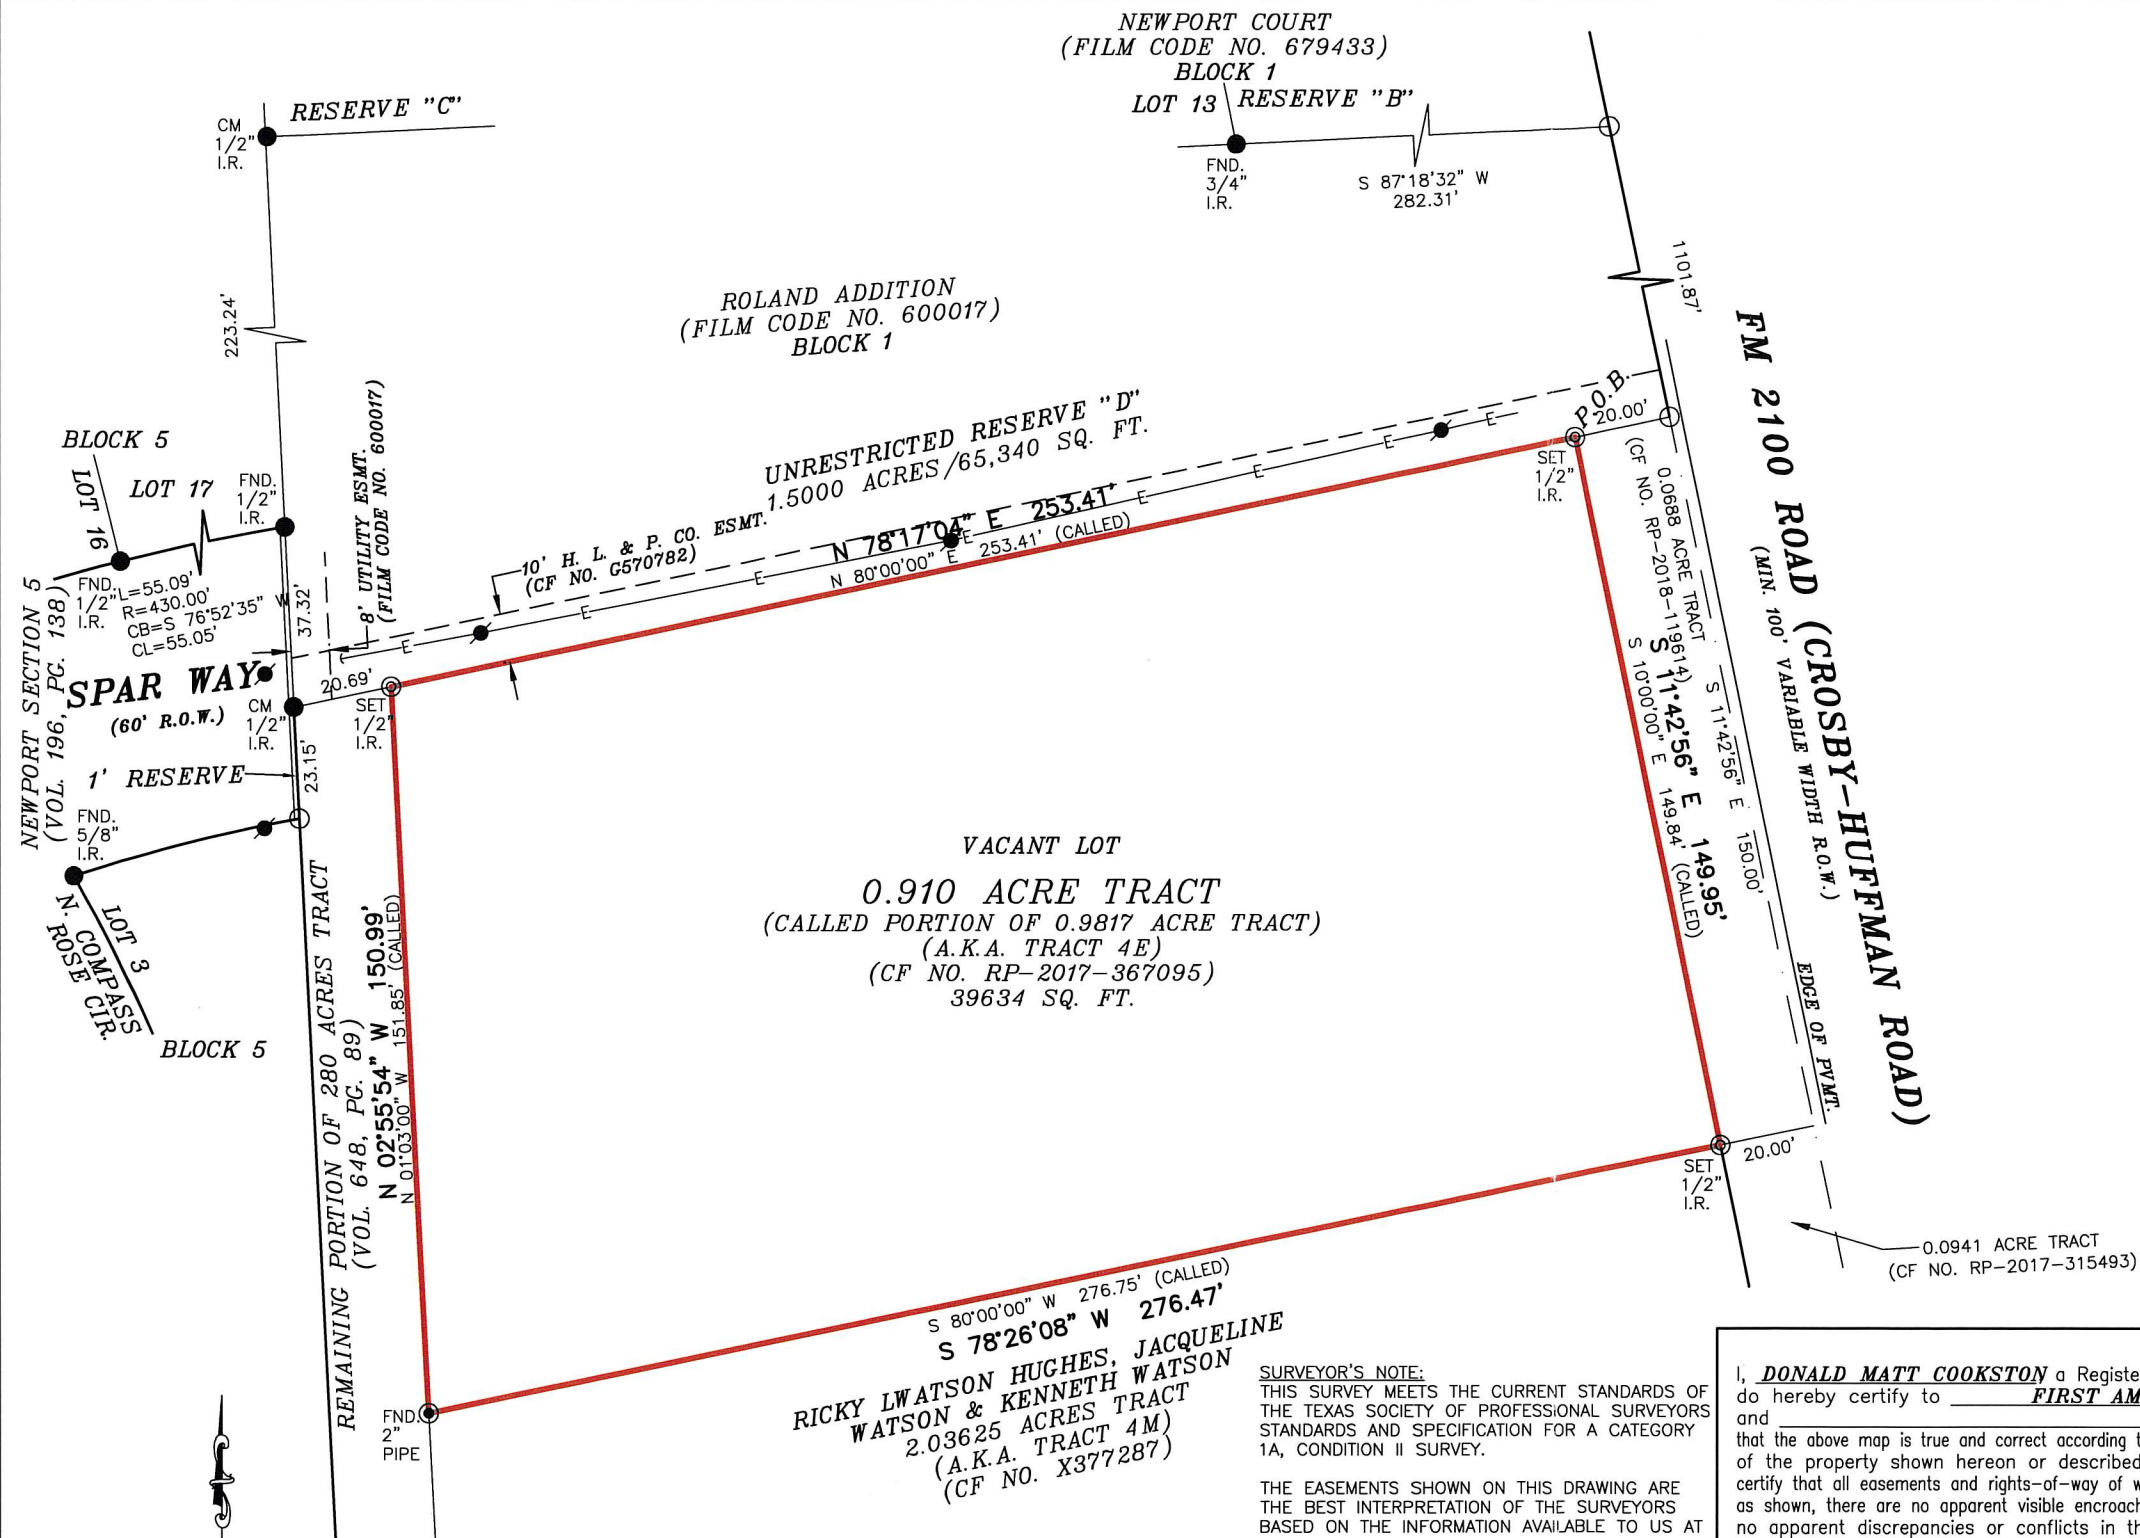 NEWPORT COURT
(FILM CODE NO. 679433)
BLOCK 1
LOT 13
RESERVE "B"
RESERVE "C"
CM
1/2"
I.R.
FND.
3/4"
I.R.
S 87°18'32" W
282.31'
1101.87'
223.24'
ROLAND ADDITION
(FILM CODE NO. 600017)
BLOCK 1
UNRESTRICTED RESERVE "D"
1.5000 ACRES/65,340 SQ. FT.
P.O.B.
20.00'
SET
1/2"
I.R.
FM 2100 ROAD (CROSBY-HUFFMAN ROAD)
(MIN. 100' VARIABLE WIDTH R.O.W.)
BLOCK 5
LOT 16
LOT 17
FND.
1/2"
I.R.
8' UTILITY ESMT.
(FILM CODE NO. 600017)
10' H. L. & P. CO. ESMT.
(CF NO. G570782)
N 78°17'04" E 253.41'
N 80°00'00" E 253.41' (CALLED)
E
E
E
E
E
E
E
E
E
FND.
1/2"
I.R.
L=55.09'
R=430.00'
CB=S 76°52'35" W
CL=55.05'
37.32'
NEWPORT SECTION 5
(VOL. 196, PG. 138)
SPAR WAY
(60' R.O.W.)
CM
1/2"
I.R.
20.69'
SET
1/2"
I.R.
1' RESERVE
23.15'
FND.
5/8"
I.R.
LOT 3
N. COMPASS
ROSE CIR.
BLOCK 5
0.0688 ACRE TRACT
(CF NO. RP-2018-119614)
S 11°42'56" E 150.00'
S 11°42'56" E 149.95'
S 10°00'00" E 149.84' (CALLED)
EDGE OF PVMT.
VACANT LOT
0.910 ACRE TRACT
(CALLED PORTION OF 0.9817 ACRE TRACT)
(A.K.A. TRACT 4E)
(CF NO. RP-2017-367095)
39634 SQ. FT.
REMAINING PORTION OF 280 ACRES TRACT
(VOL. 648, PG. 89)
N 02°55'54" W 150.99'
N 01°03'00" W 151.85' (CALLED)
SET
1/2"
I.R.
20.00'
0.0941 ACRE TRACT
(CF NO. RP-2017-315493)
S 80°00'00" W 276.75' (CALLED)
S 78°26'08" W 276.47'
RICKY LWATSON HUGHES, JACQUELINE
WATSON & KENNETH WATSON
2.03625 ACRES TRACT
(A.K.A. TRACT 4M)
(CF NO. X377287)
FND.
2"
PIPE
SURVEYOR'S NOTE:
THIS SURVEY MEETS THE CURRENT STANDARDS OF
THE TEXAS SOCIETY OF PROFESSIONAL SURVEYORS
STANDARDS AND SPECIFICATION FOR A CATEGORY
1A, CONDITION II SURVEY.
THE EASEMENTS SHOWN ON THIS DRAWING ARE
THE BEST INTERPRETATION OF THE SURVEYORS
BASED ON THE INFORMATION AVAILABLE TO US AT
I, DONALD MATT COOKSTON a Registe
do hereby certify to FIRST AM
and
that the above map is true and correct according t
of the property shown hereon or described
certify that all easements and rights-of-way of w
as shown, there are no apparent visible encroach
no apparent discrepancies or conflicts in th